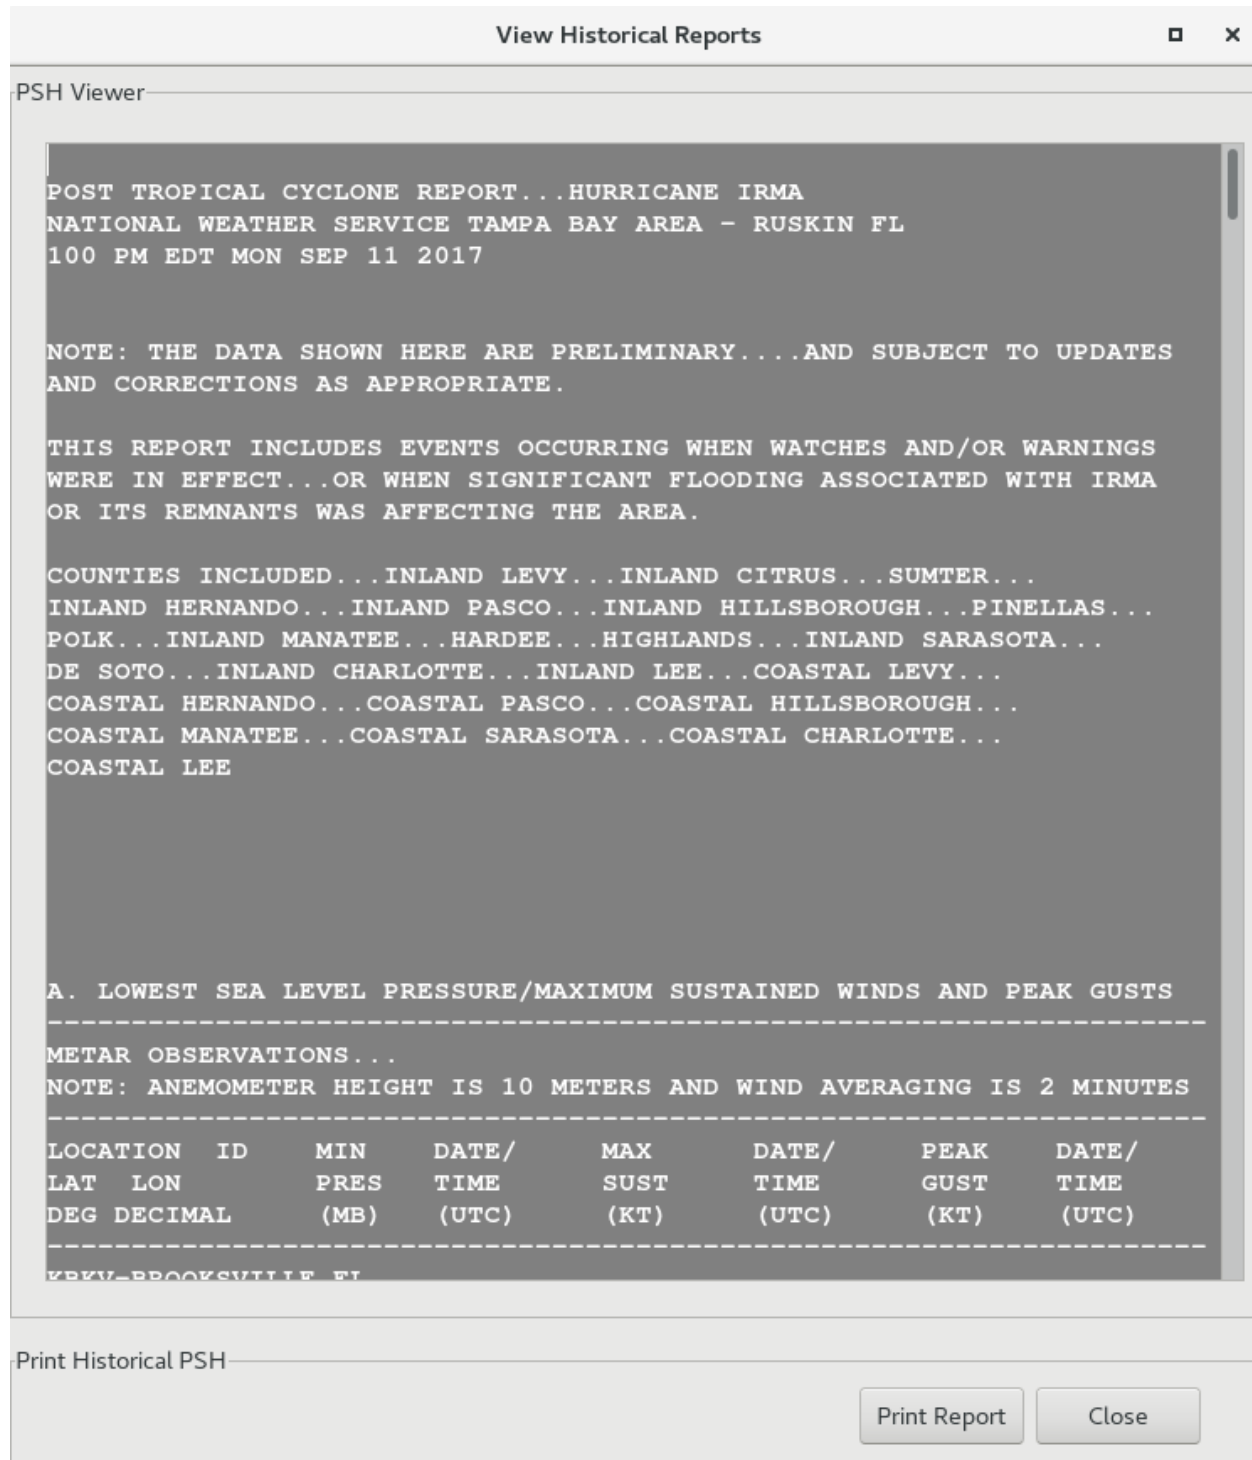 View Historical Reports
PSH Viewer
POST TROPICAL CYCLONE REPORT...HURRICANE IRMA
NATIONAL WEATHER SERVICE TAMPA BAY AREA - RUSKIN FL
100 PM EDT MON SEP 11 2017
NOTE: THE DATA SHOWN HERE ARE PRELIMINARY....AND SUBJECT TO UPDATES
AND CORRECTIONS AS APPROPRIATE.
THIS REPORT INCLUDES EVENTS OCCURRING WHEN WATCHES AND/OR WARNINGS
WERE IN EFFECT...OR WHEN SIGNIFICANT FLOODING ASSOCIATED WITH IRMA
OR ITS REMNANTS WAS AFFECTING THE AREA.
COUNTIES INCLUDED...INLAND LEVY...INLAND CITRUS...SUMTER...
INLAND HERNANDO...INLAND PASCO...INLAND HILLSBOROUGH...PINELLAS...
POLK...INLAND MANATEE...HARDEE...HIGHLANDS...INLAND SARASOTA...
DE SOTO...INLAND CHARLOTTE...INLAND LEE...COASTAL LEVY...
COASTAL HERNANDO...COASTAL PASCO...COASTAL HILLSBOROUGH...
COASTAL MANATEE...COASTAL SARASOTA...COASTAL CHARLOTTE...
COASTAL LEE
A. LOWEST SEA LEVEL PRESSURE/MAXIMUM SUSTAINED WINDS AND PEAK GUSTS
---------------------------------------------------------------------
METAR OBSERVATIONS...
NOTE: ANEMOMETER HEIGHT IS 10 METERS AND WIND AVERAGING IS 2 MINUTES
---------------------------------------------------------------------
LOCATION  ID    MIN    DATE/     MAX      DATE/     PEAK    DATE/
LAT  LON        PRES   TIME      SUST     TIME      GUST    TIME
DEG DECIMAL     (MB)   (UTC)     (KT)     (UTC)     (KT)    (UTC)
---------------------------------------------------------------------
KBKV-BROOKSVILLE FL
Print Historical PSH
Print Report
Close